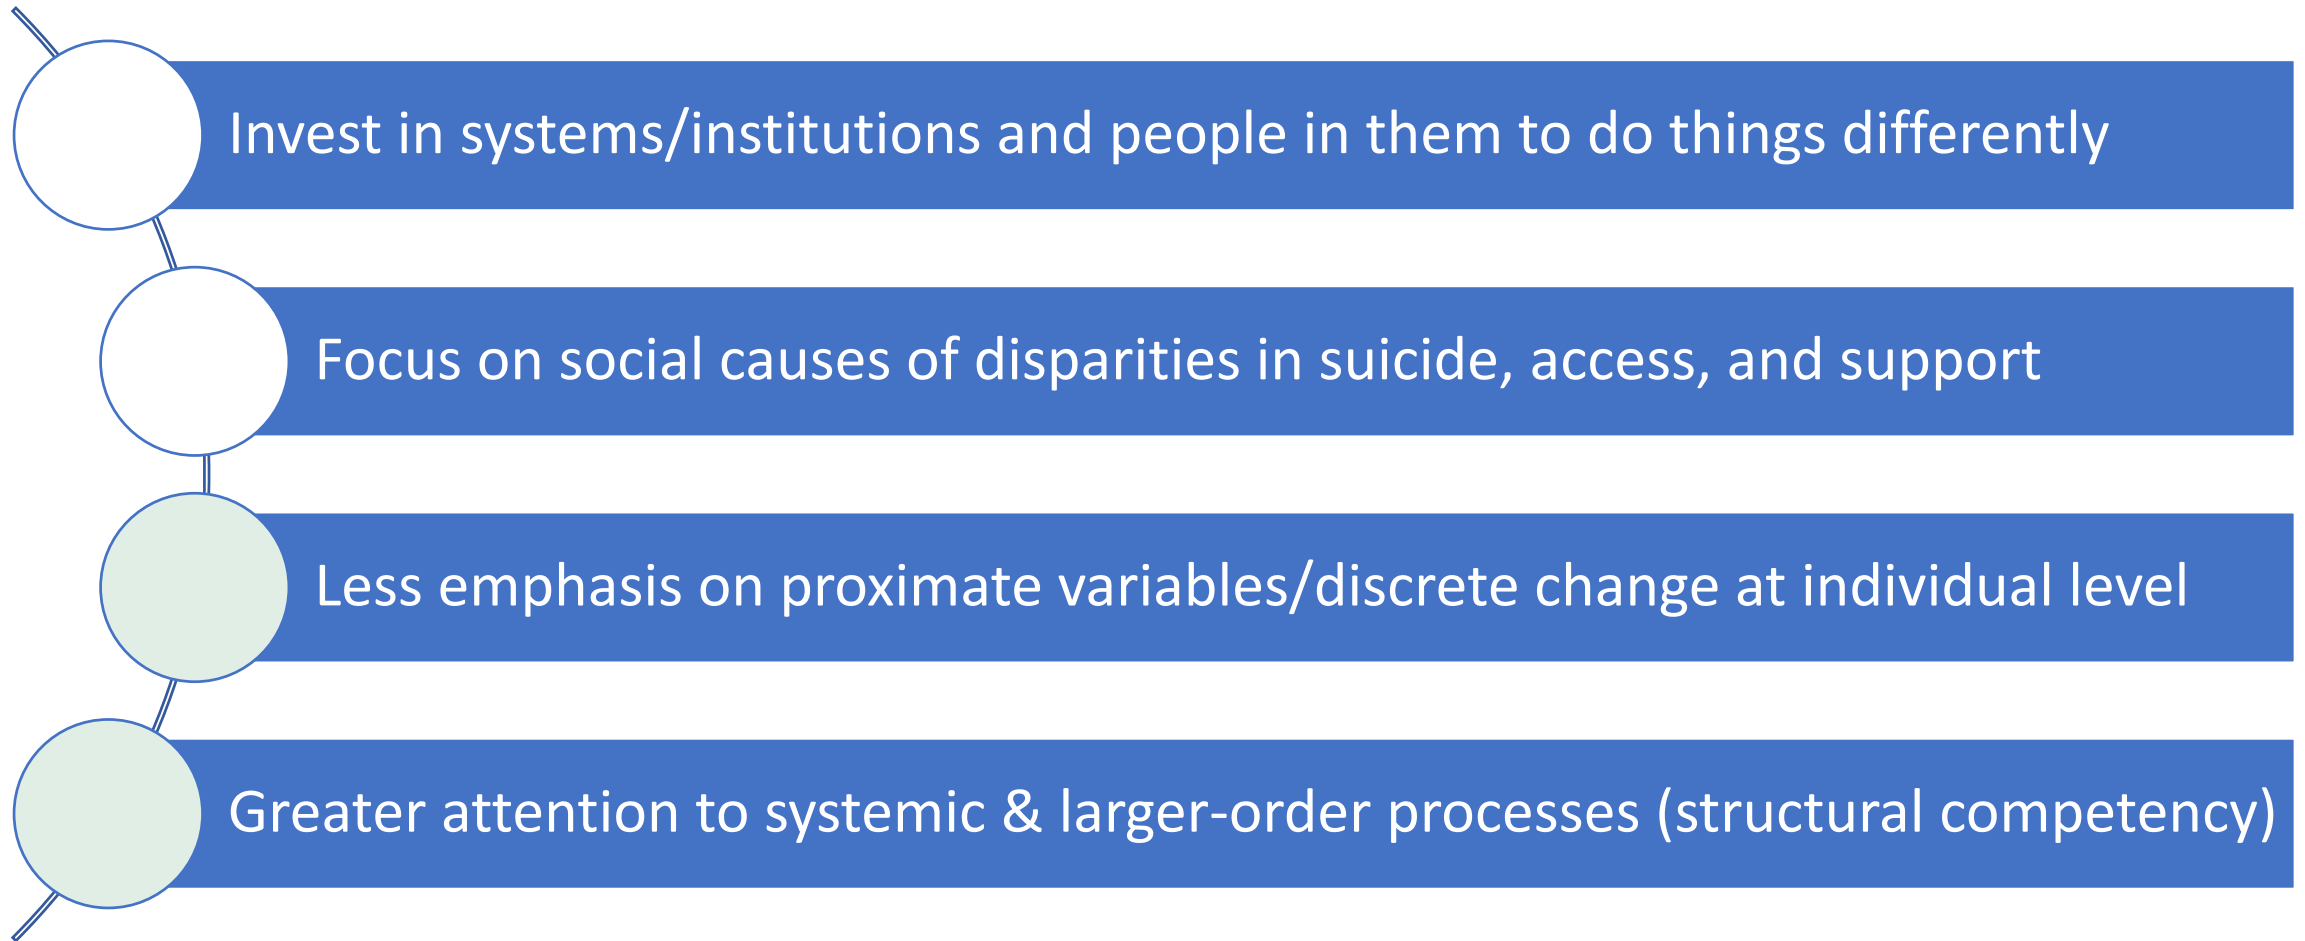 Invest in systems/institutions and people in them to do things differently
Focus on social causes of disparities in suicide, access, and support
Less emphasis on proximate variables/discrete change at individual level
Greater attention to systemic & larger-order processes (structural competency)